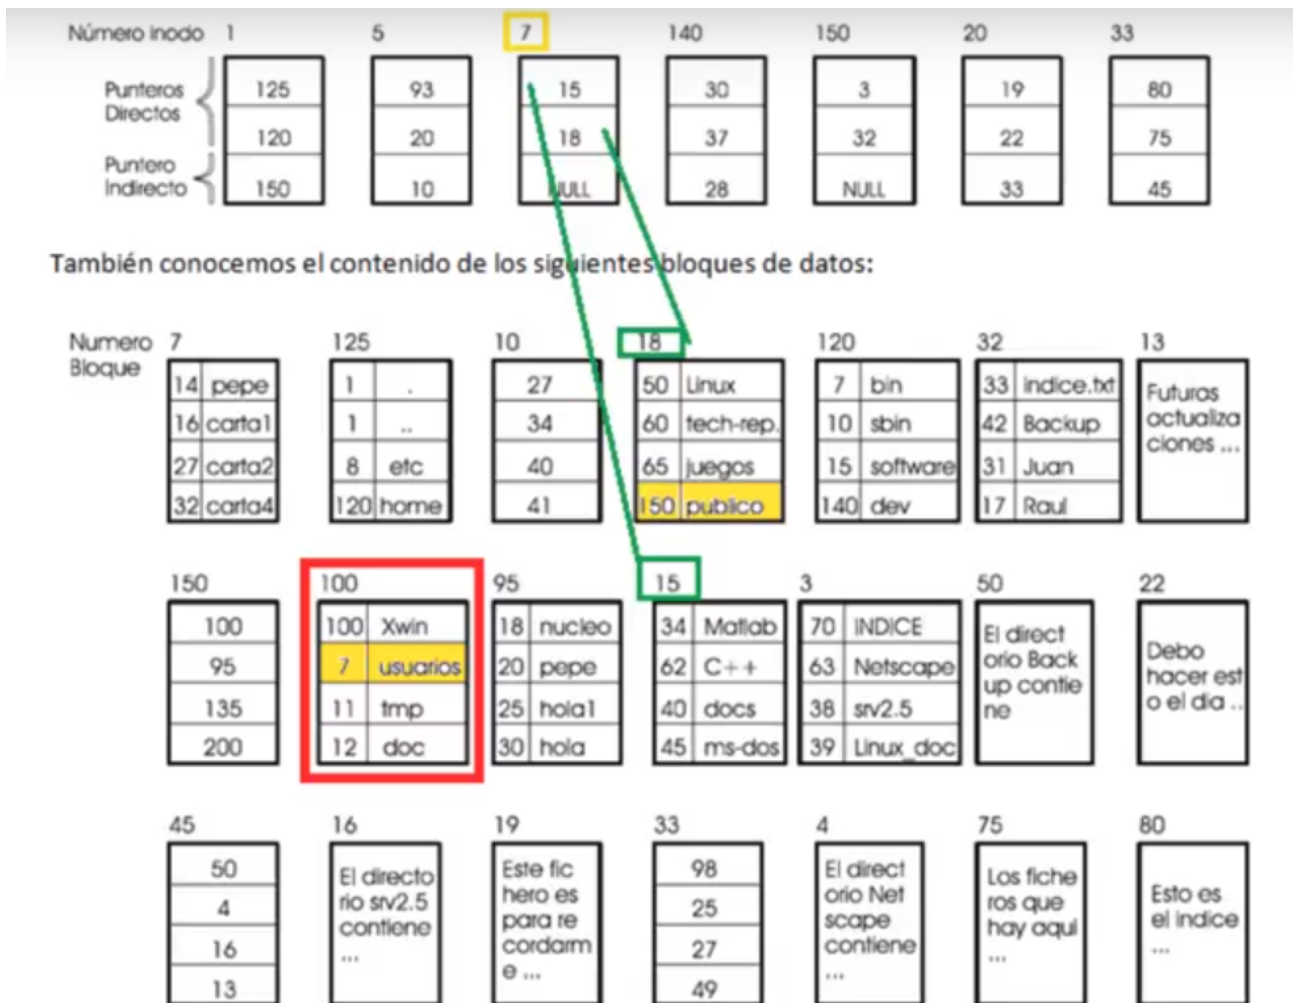 Número inodo 1 5 7 140 150 20 33
Punteros Directos
125 93 15 30 3 19 80
120 20 18 37 32 22 75
Puntero Indirecto
150 10 NULL 28 NULL 33 45
También conocemos el contenido de los siguientes bloques de datos:
Numero Bloque
7 125 10 18 120 32 13
14 pepe 1 . 27 50 Linux 7 bin 33 indice.txt Futuras
16 carta1 1 .. 34 60 tech-rep. 10 sbin 42 Backup actualiza
27 carta2 8 etc 40 65 juegos 15 software 31 Juan ciones ...
32 carta4 120 home 41 150 publico 140 dev 17 Raul
150 100 95 15 3 50 22
100 100 Xwin 18 nucleo 34 Matlab 70 INDICE El direct Debo
95 7 usuarios 20 pepe 62 C++ 63 Netscape orio Back hacer est
135 11 tmp 25 hola1 40 docs 38 srv2.5 up contie o el dia ..
200 12 doc 30 hola 45 ms-dos 39 Linux_doc ne
45 16 19 33 4 75 80
50 El directo Este fic 98 El direct Los fiche Esto es
4 rio srv2.5 hero es 25 orio Net ros que el indice
16 contiene para re 27 scape hay aqui ...
13 ... cordarm 49 contiene ...
e ... ...